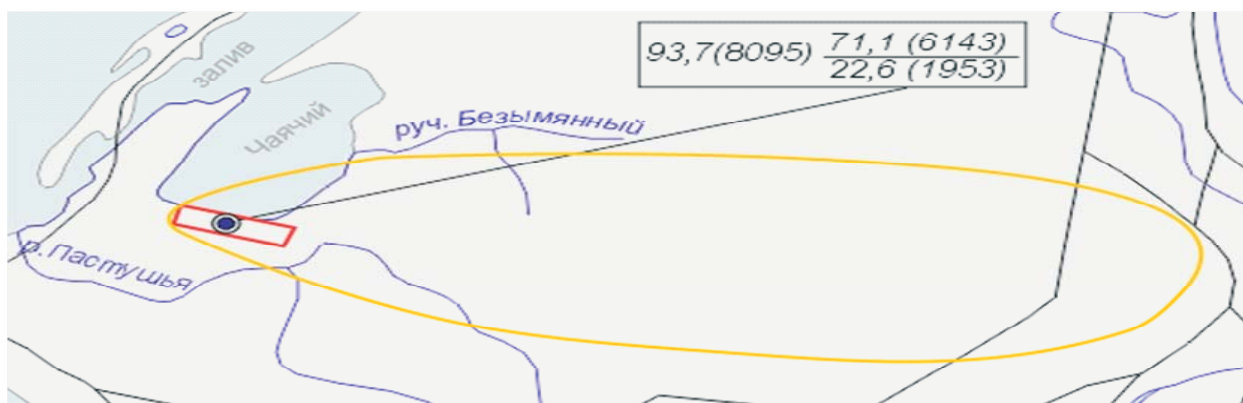 93,7(8095) 71,1 (6143)
22,6 (1953)
залив
Чаячий
руч. Безымянный
р. Пастушья